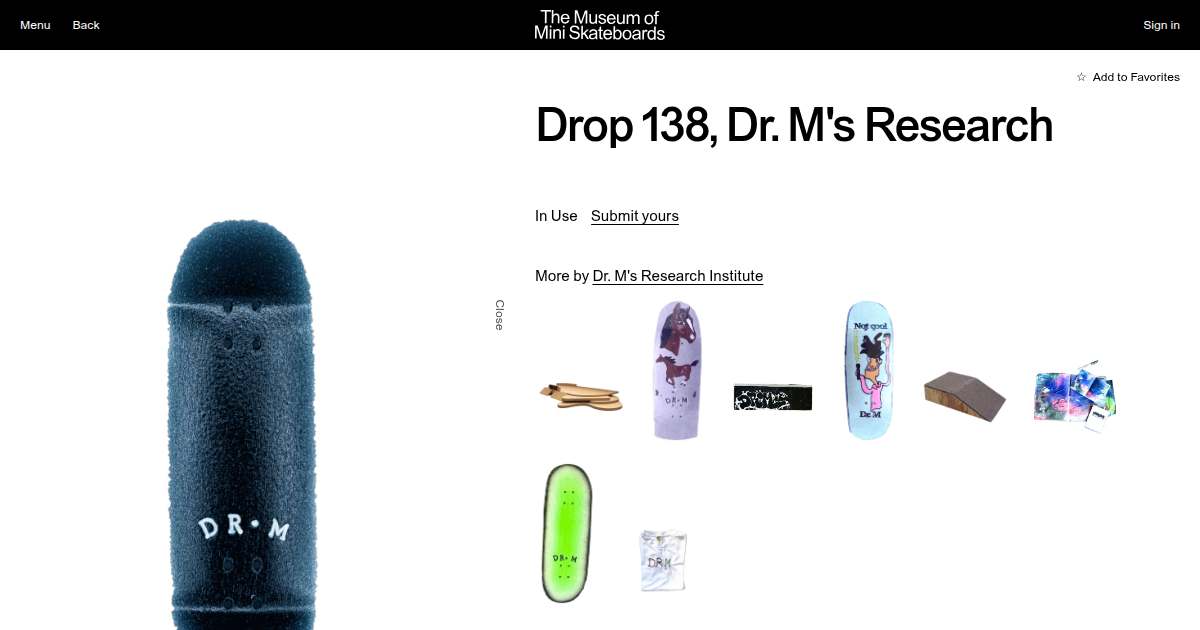 Menu
Back
The Museum of
Mini Skateboards
Sign in
☆ Add to Favorites
Drop 138, Dr. M's Research
In Use Submit yours
More by Dr. M's Research Institute
Close
DR•M
DR•M
Not cool
Dr.M
DR•M
DRM